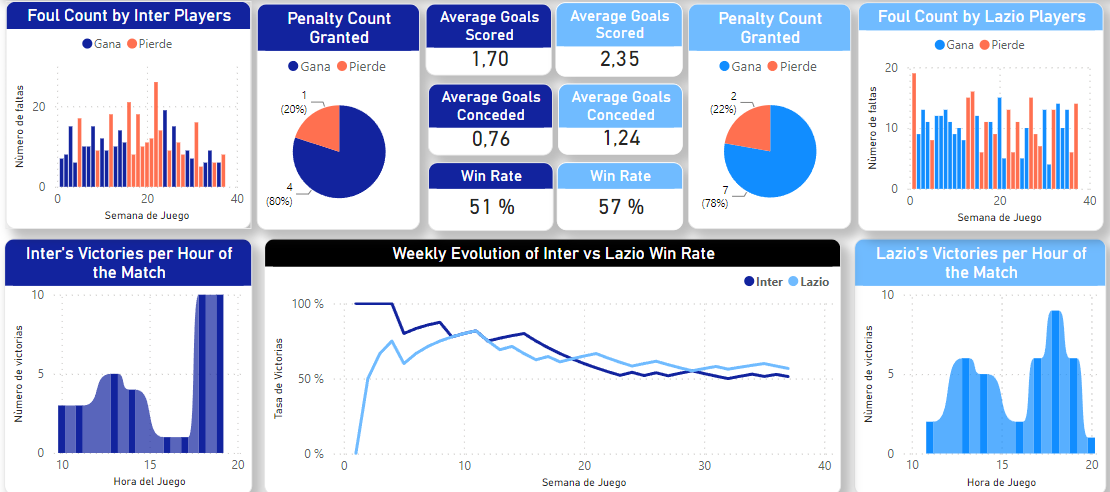 Foul Count by Inter Players
Gana Pierde
Número de faltas
20
0
0 20 40
Semana de Juego
Penalty Count
Granted
Gana Pierde
1
(20%)
4
(80%)
Average Goals
Scored
1,70
Average Goals
Scored
2,35
Average Goals
Conceded
0,76
Average Goals
Conceded
1,24
Win Rate
51 %
Win Rate
57 %
Penalty Count
Granted
Gana Pierde
2
(22%)
7
(78%)
Foul Count by Lazio Players
Gana Pierde
Número de faltas
20
10
0
0 20 40
Semana de Juego
Inter's Victories per Hour of
the Match
Número de victorias
10
5
0
10 15 20
Hora del Juego
Weekly Evolution of Inter vs Lazio Win Rate
Inter Lazio
Tasa de Victorias
100 %
50 %
0 %
0 10 20 30 40
Semana de Juego
Lazio's Victories per Hour of
the Match
Número de victorias
10
5
0
10 15 20
Hora de Juego